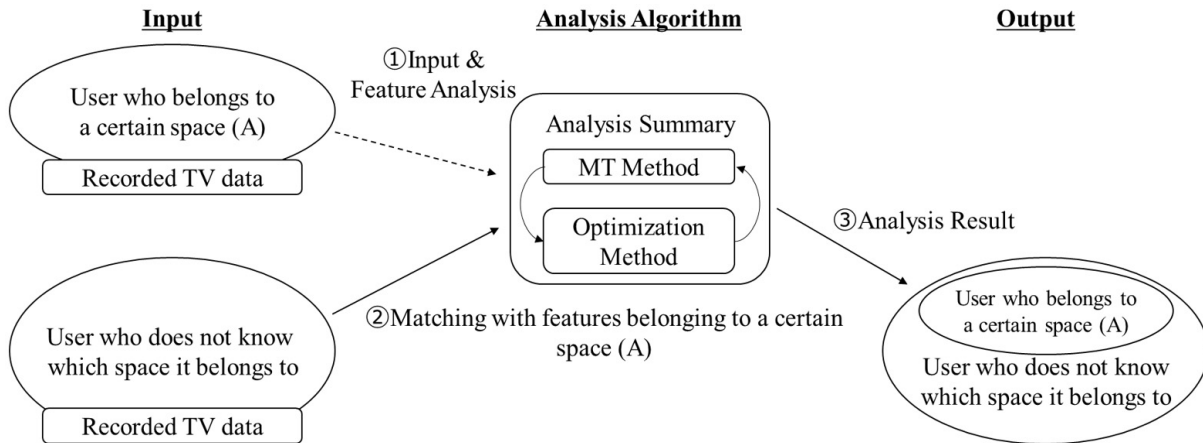 Input
Analysis Algorithm
Output
User who belongs to
a certain space (A)
Recorded TV data
①Input &
Feature Analysis
Analysis Summary
MT Method
Optimization
Method
③Analysis Result
②Matching with features belonging to a certain
space (A)
User who does not know
which space it belongs to
Recorded TV data
User who belongs to
a certain space (A)
User who does not know
which space it belongs to